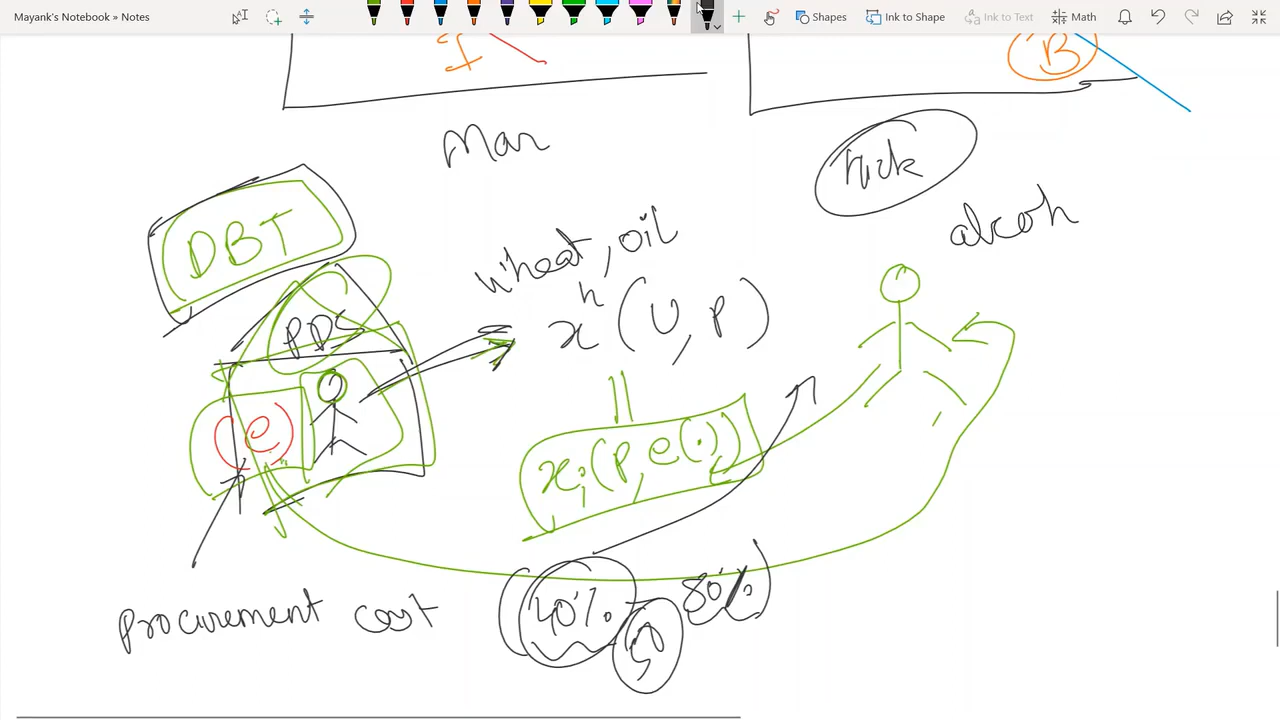 Mayank's Notebook » Notes
Shapes
Ink to Shape
Ink to Text
Math
I
B
Man
alcoh
DBT
wheat, oil
PDS
x^h (U, P)
(e)
x_i (P, e(.))
procurement cost
(40% - 80%)
50